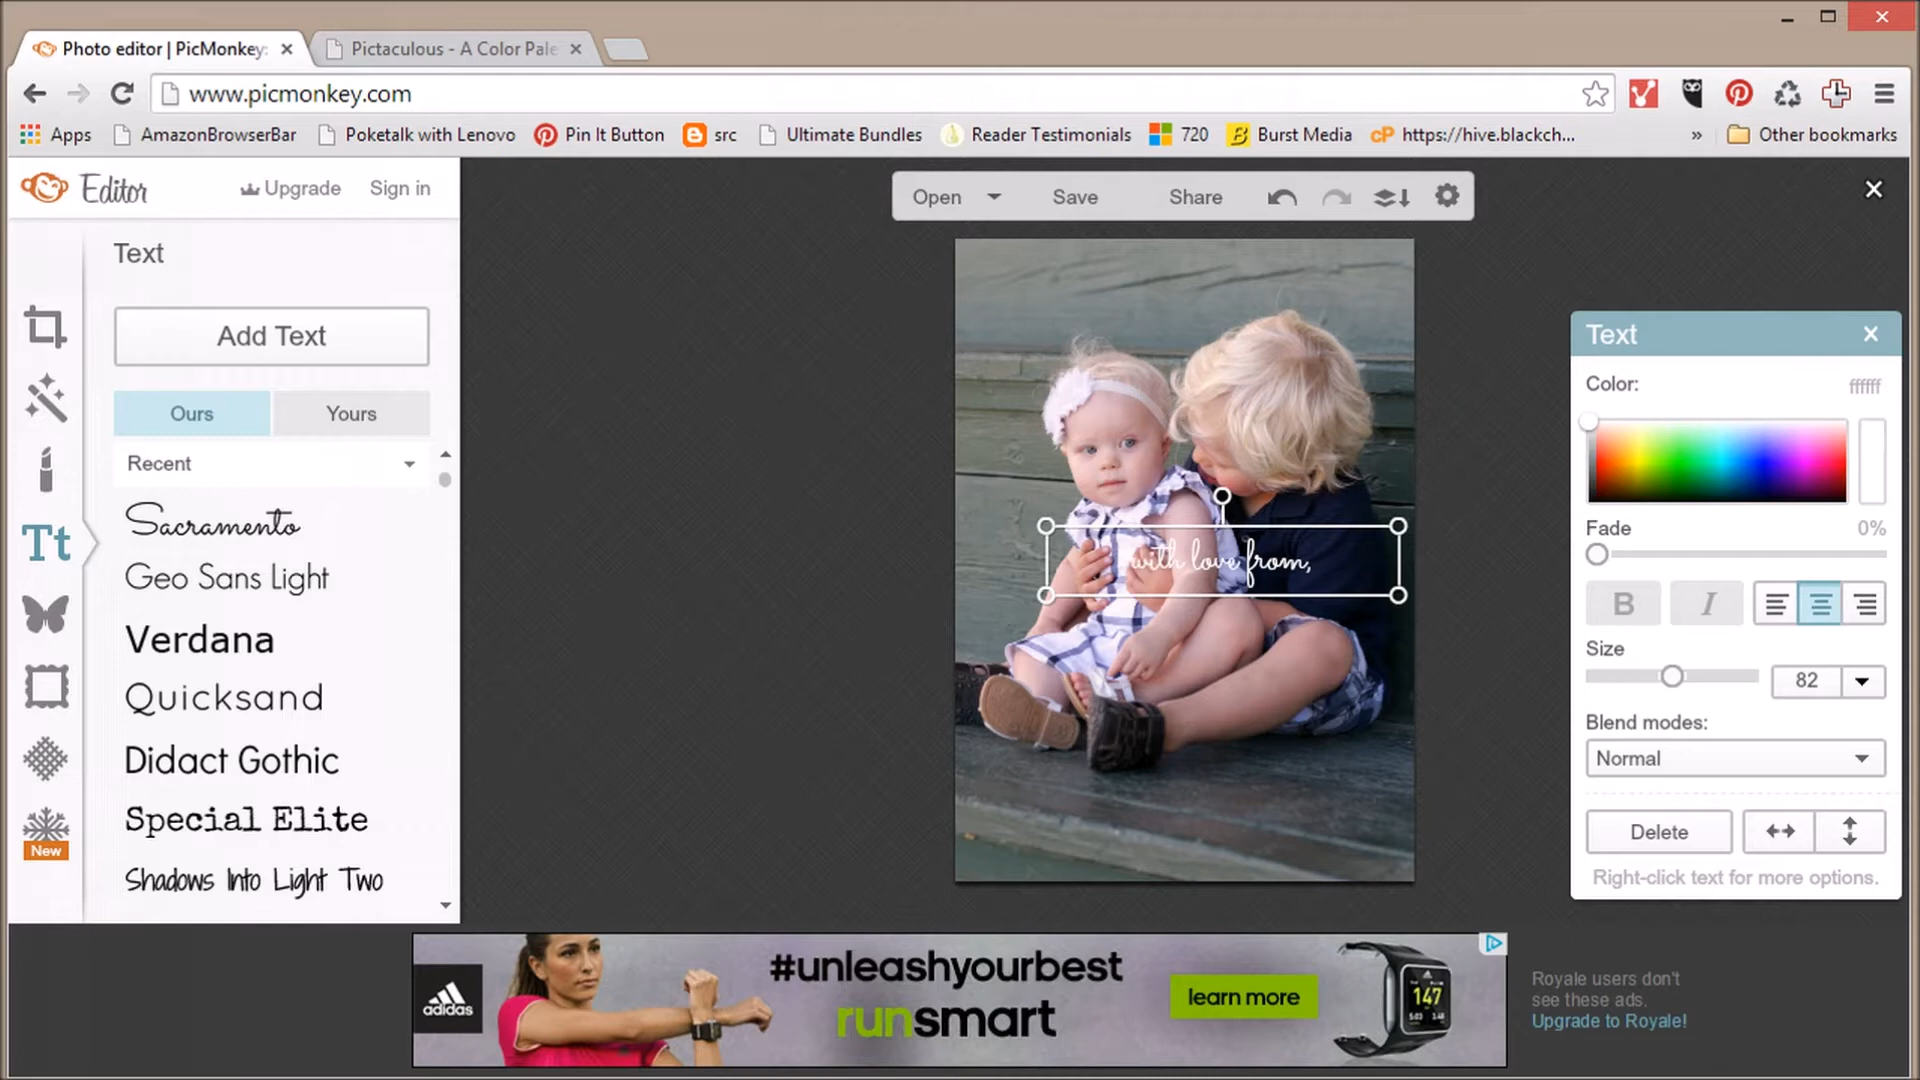 Photo editor | PicMonkey:
Pictaculous - A Color Pale
www.picmonkey.com
Apps
AmazonBrowserBar
Poketalk with Lenovo
Pin It Button
src
Ultimate Bundles
Reader Testimonials
720
Burst Media
cP
https://hive.blackch...
»
Other bookmarks
Editor
Upgrade
Sign in
Open
Save
Share
Text
Add Text
Ours
Yours
Recent
Sacramento
Geo Sans Light
Verdana
Quicksand
Didact Gothic
Special Elite
Shadows Into Light Two
Tt
New
with love from,
Text
Color:
ffffff
Fade
0%
B
I
Size
82
Blend modes:
Normal
Delete
Right-click text for more options.
adidas
#unleashyourbest
runsmart
learn more
147
Royale users don't
see these ads.
Upgrade to Royale!